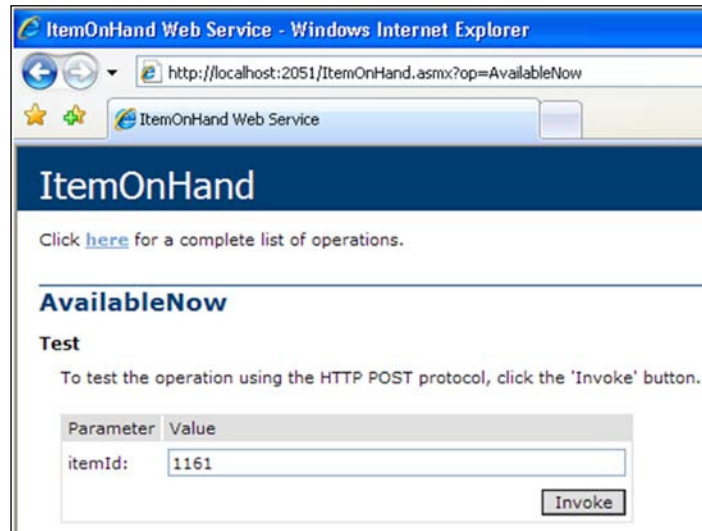 ItemOnHand Web Service - Windows Internet Explorer
http://localhost:2051/ItemOnHand.asmx?op=AvailableNow
ItemOnHand Web Service
ItemOnHand
Click here for a complete list of operations.
AvailableNow
Test
To test the operation using the HTTP POST protocol, click the 'Invoke' button.
Parameter Value
itemId: 1161
Invoke